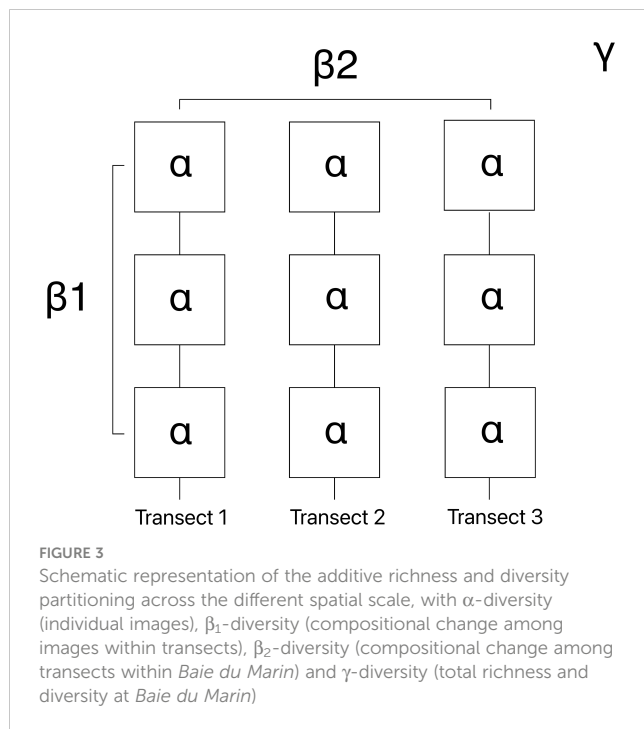 β2
γ
α α α
β1
α α α
α α α
Transect 1 Transect 2 Transect 3
FIGURE 3
Schematic representation of the additive richness and diversity
partitioning across the different spatial scale, with α-diversity
(individual images), β₁-diversity (compositional change among
images within transects), β₂-diversity (compositional change among
transects within Baie du Marin) and γ-diversity (total richness and
diversity at Baie du Marin)